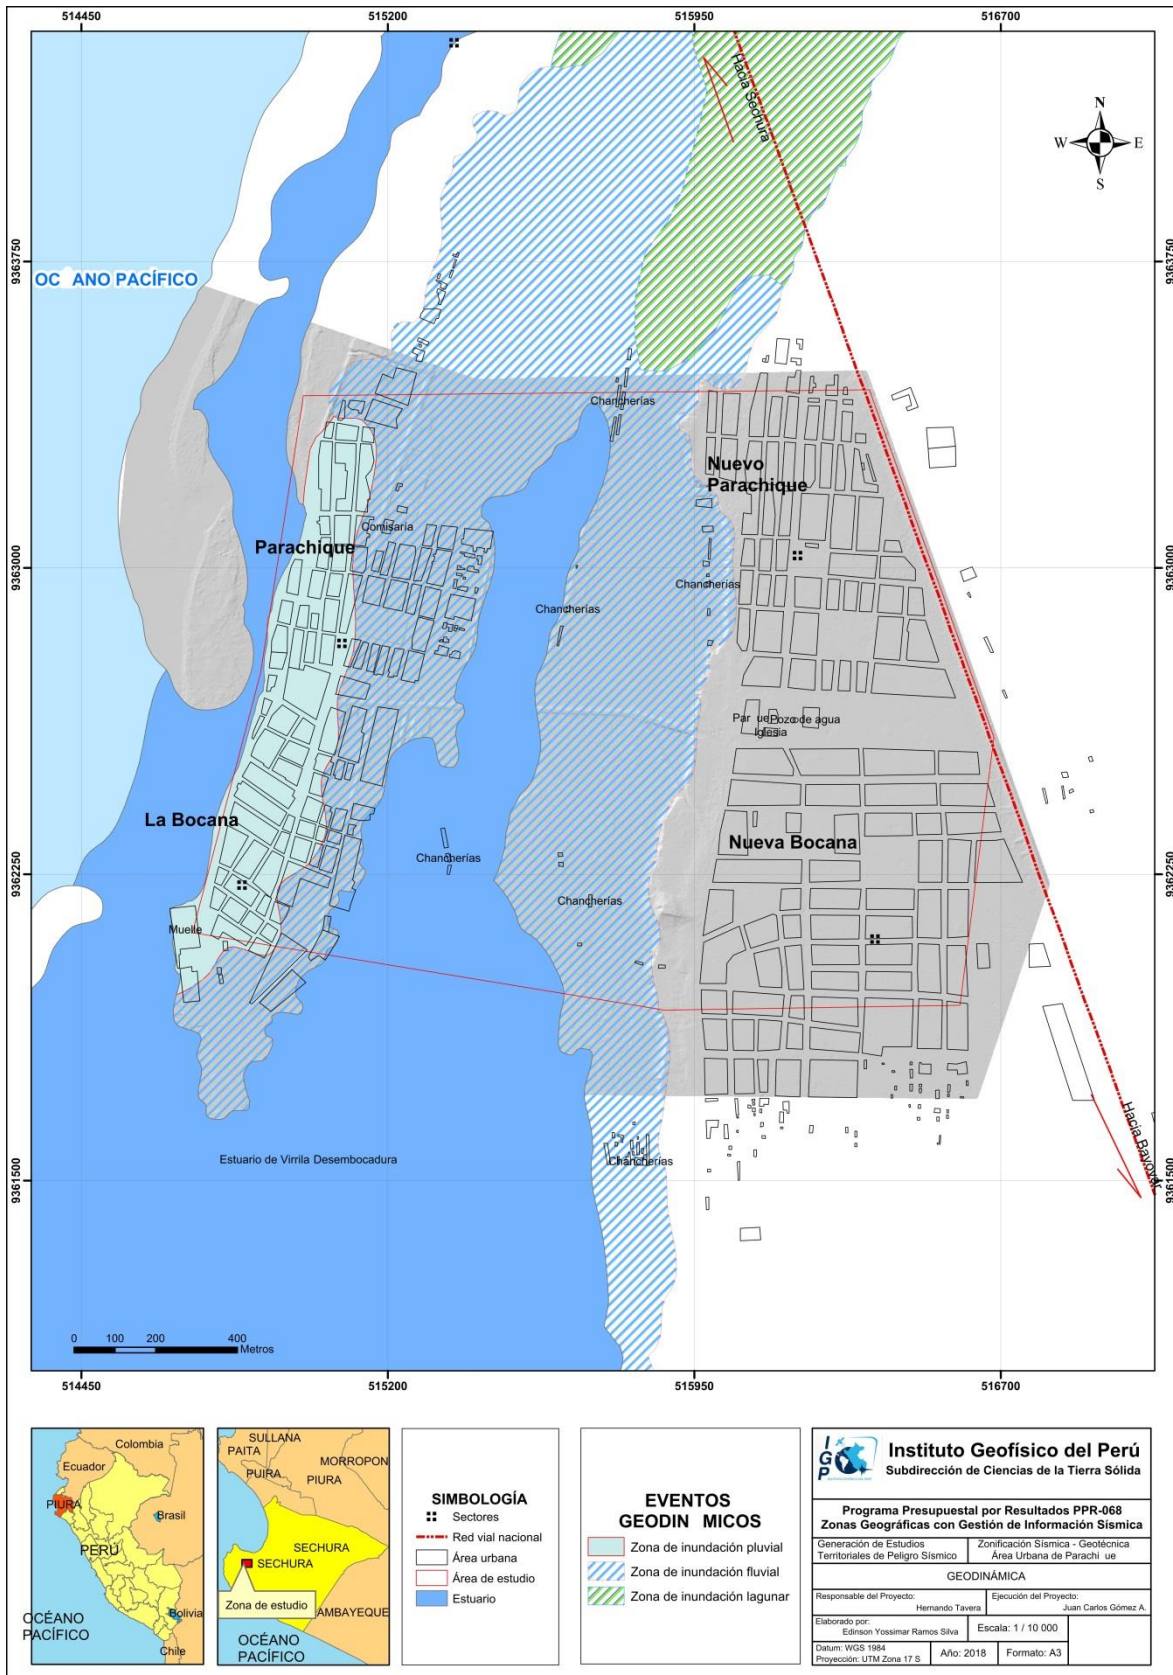 514450
515200
515950
516700
Hacia Sechura
N
W E
S
9363750
9363750
OC ANO PACÍFICO
Chancherías
Nuevo
Parachique
Comisaría
Parachique
9363000
9363000
Chancherías
Chancherías
Par ue
Pozo de agua
Iglesia
La Bocana
Nueva Bocana
Chancherías
9362250
9362250
Chancherías
Muelle
Hacia Bayovar
Estuario de Virrila Desembocadura
Chancherías
9361500
9361500
0 100 200 400
Metros
514450
515200
515950
516700
Colombia
Ecuador
PIURA
Brasil
PERÚ
OCÉANO
PACÍFICO
Bolivia
Chile
SULLANA
PAITA
MORROPON
PUIRA
PIURA
SECHURA
SECHURA
Zona de estudio
AMBAYEQUE
OCÉANO
PACÍFICO
SIMBOLOGÍA
Sectores
Red vial nacional
Área urbana
Área de estudio
Estuario
EVENTOS
GEODIN MICOS
Zona de inundación pluvial
Zona de inundación fluvial
Zona de inundación lagunar
IGP
Instituto Geofísico del Perú
Subdirección de Ciencias de la Tierra Sólida
Programa Presupuestal por Resultados PPR-068
Zonas Geográficas con Gestión de Información Sísmica
Generación de Estudios
Territoriales de Peligro Sísmico
Zonificación Sísmica - Geotécnica
Área Urbana de Parachi ue
GEODINÁMICA
Responsable del Proyecto:
Hernando Tavera
Ejecución del Proyecto:
Juan Carlos Gómez A.
Elaborado por:
Edinson Yossimar Ramos Silva
Escala: 1 / 10 000
Datum: WGS 1984
Proyección: UTM Zona 17 S
Año: 2018
Formato: A3